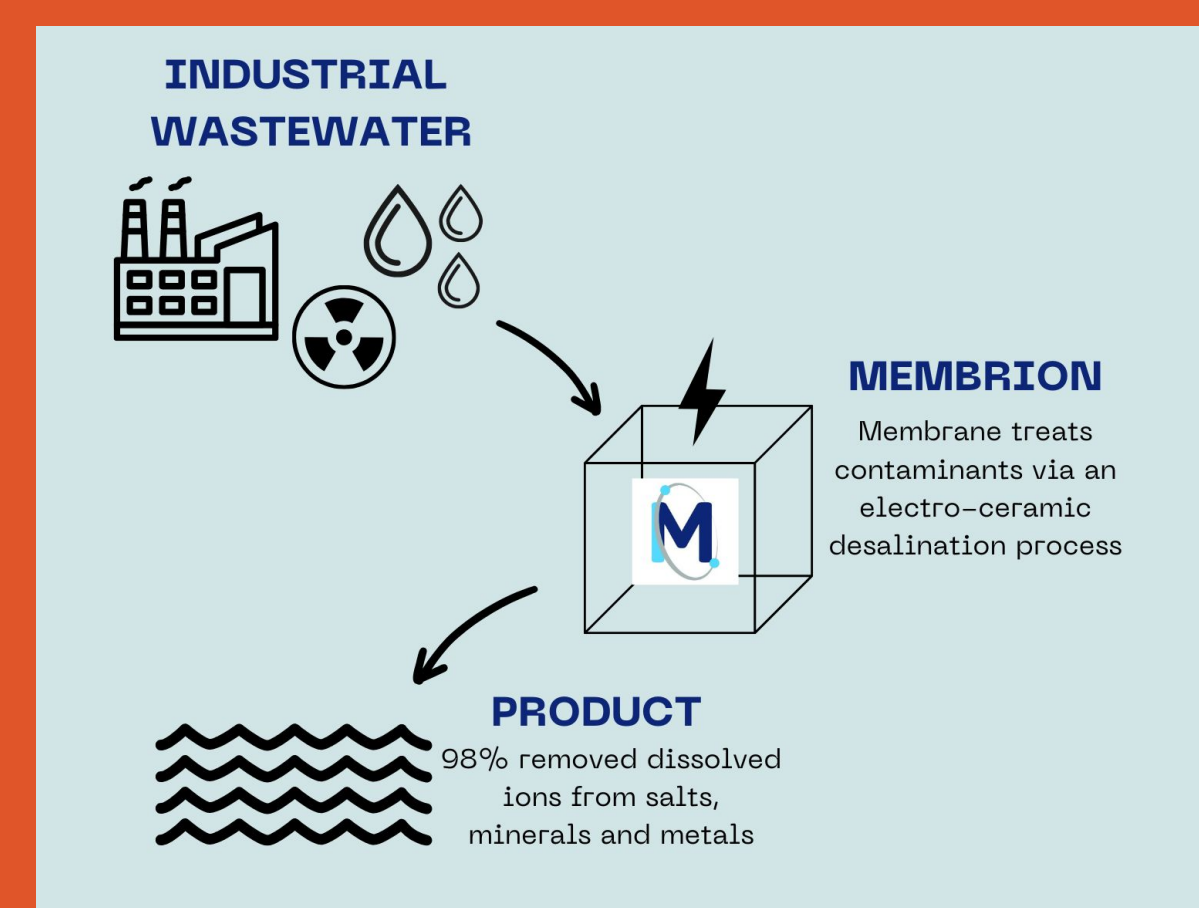 INDUSTRIAL
WASTEWATER
M
MEMBRION
Membrane treats
contaminants via an
electro-ceramic
desalination process
PRODUCT
98% removed dissolved
ions from salts,
minerals and metals